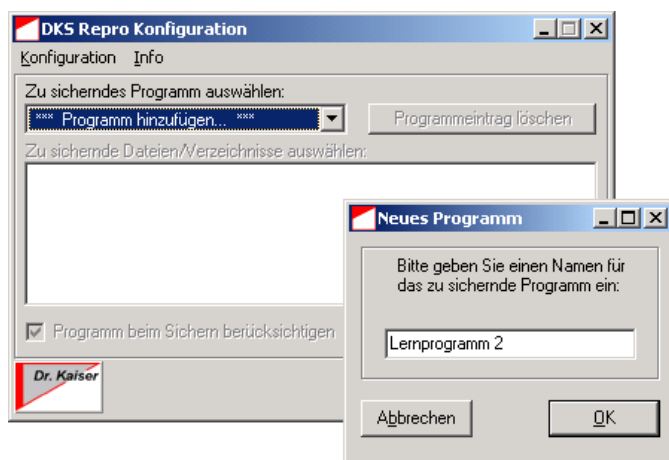 DKS Repro Konfiguration
Konfiguration Info
Zu sicherndes Programm auswählen:
*** Programm hinzufügen... ***
Programmeintrag löschen
Zu sichernde Dateien/Verzeichnisse auswählen:
Programm beim Sichern berücksichtigen
Dr. Kaiser
Neues Programm
Bitte geben Sie einen Namen für
das zu sichernde Programm ein:
Lernprogramm 2
Abbrechen
OK